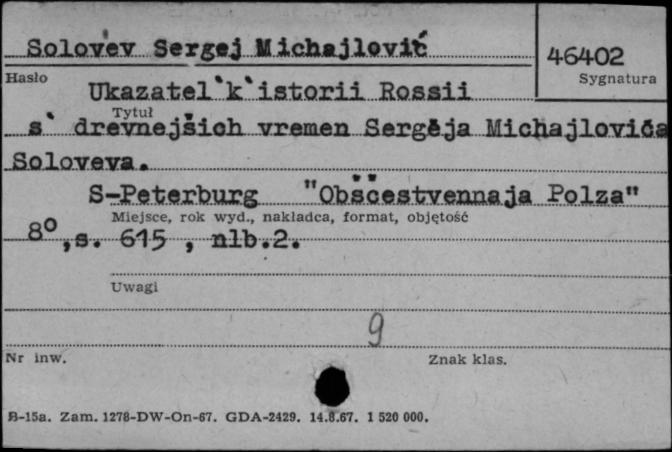 Solovev Sergej Michajlovič
46402
Hasło
Sygnatura
Ukazatel`k`istorii Rossii
Tytuł
s` drevnejšich vremen Sergěja Michajloviča
Soloveva.
S-Peterburg "Obščestvennaja Polza"
Miejsce, rok wyd., nakładca, format, objętość
8°, s. 615 , nlb.2.
Uwagi
9
Nr inw.
Znak klas.
B-15a. Zam. 1278-DW-On-67. GDA-2429. 14.8.67. 1 520 000.